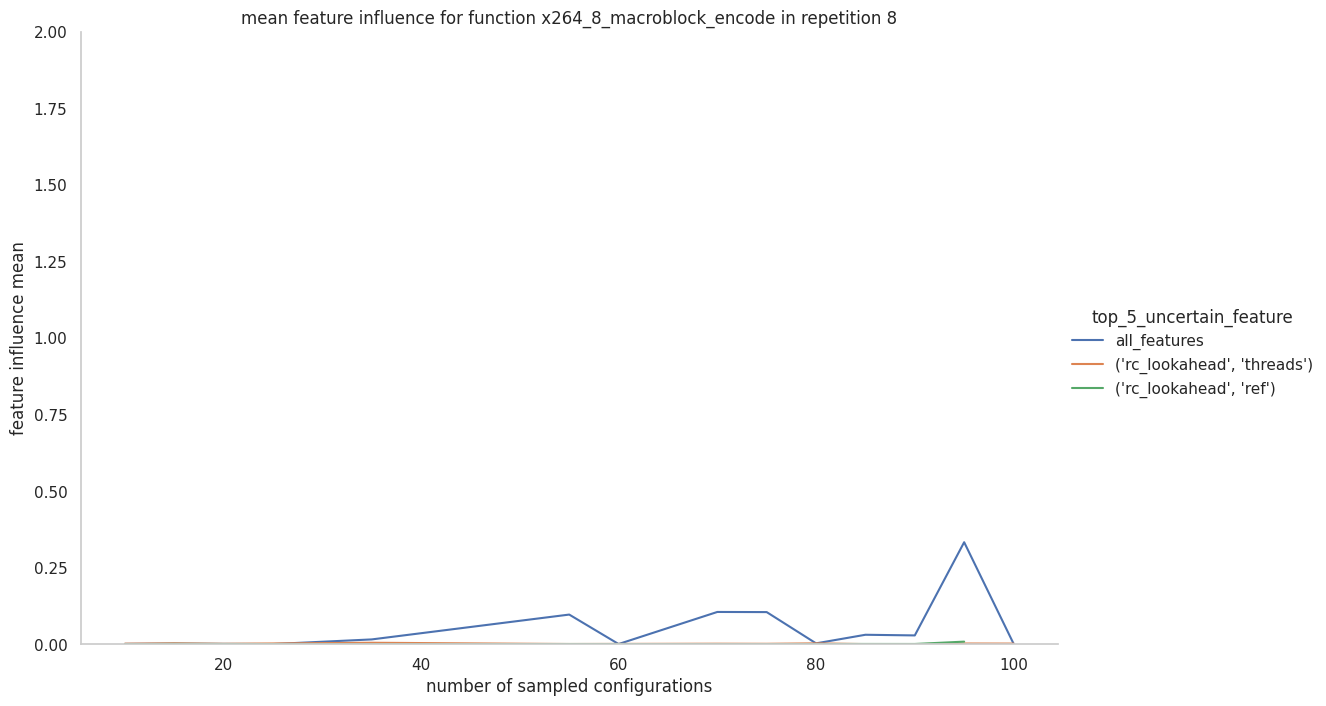 mean feature influence for function x264_8_macroblock_encode in repetition 8
2.00
1.75
1.50
1.25
1.00
0.75
0.50
0.25
0.00
feature influence mean
20 40 60 80 100
number of sampled configurations
top_5_uncertain_feature
all_features
('rc_lookahead', 'threads')
('rc_lookahead', 'ref')